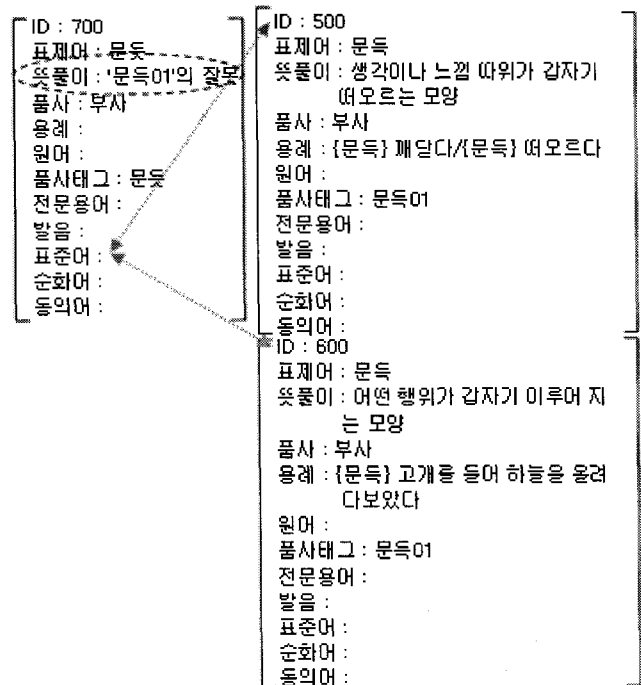 ID : 700
표제어 : 문듯
뜻풀이 : '문득01'의 잘못
품사 : 부사
용례 :
원어 :
품사태그 : 문듯
전문용어 :
발음 :
표준어 :
순화어 :
동의어 :
ID : 500
표제어 : 문득
뜻풀이 : 생각이나 느낌 따위가 갑자기
떠오르는 모양
품사 : 부사
용례 : {문득} 깨닫다/{문득} 떠오르다
원어 :
품사태그 : 문득01
전문용어 :
발음 :
표준어 :
순화어 :
동의어 :
ID : 600
표제어 : 문득
뜻풀이 : 어떤 행위가 갑자기 이루어 지
는 모양
품사 : 부사
용례 : {문득} 고개를 들어 하늘을 올려
다보았다
원어 :
품사태그 : 문득01
전문용어 :
발음 :
표준어 :
순화어 :
동의어 :